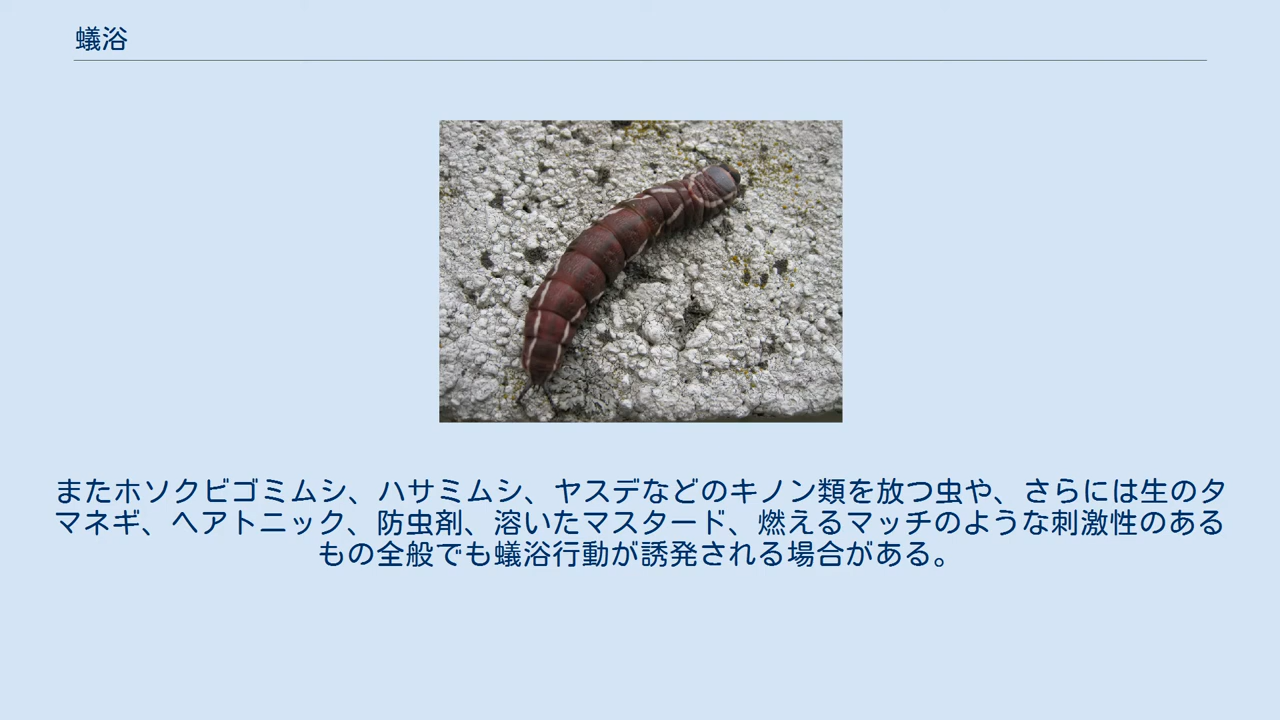 蟻浴
またホソクビゴミムシ、ハサミムシ、ヤスデなどのキノン類を放つ虫や、さらには生のタ
マネギ、ヘアトニック、防虫剤、溶いたマスタード、燃えるマッチのような刺激性のある
もの全般でも蟻浴行動が誘発される場合がある。